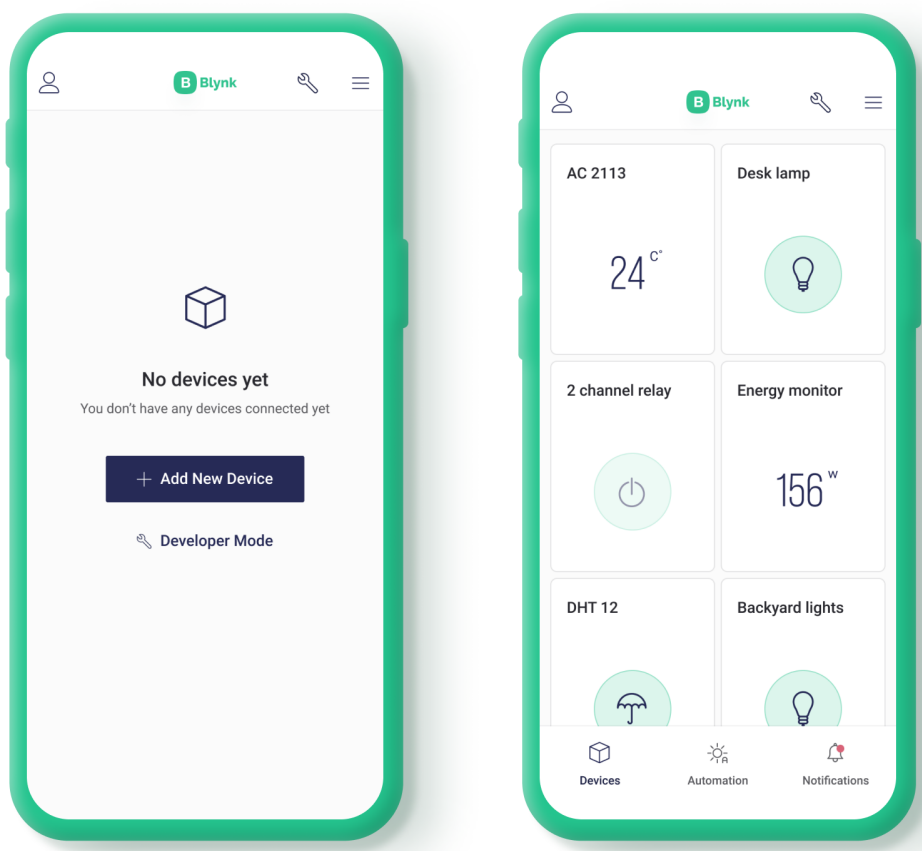 B Blynk
No devices yet
You don't have any devices connected yet
Add New Device
Developer Mode
B Blynk
AC 2113
Desk lamp
24 C°
2 channel relay
Energy monitor
156 W
DHT 12
Backyard lights
A
Devices
Automation
Notifications